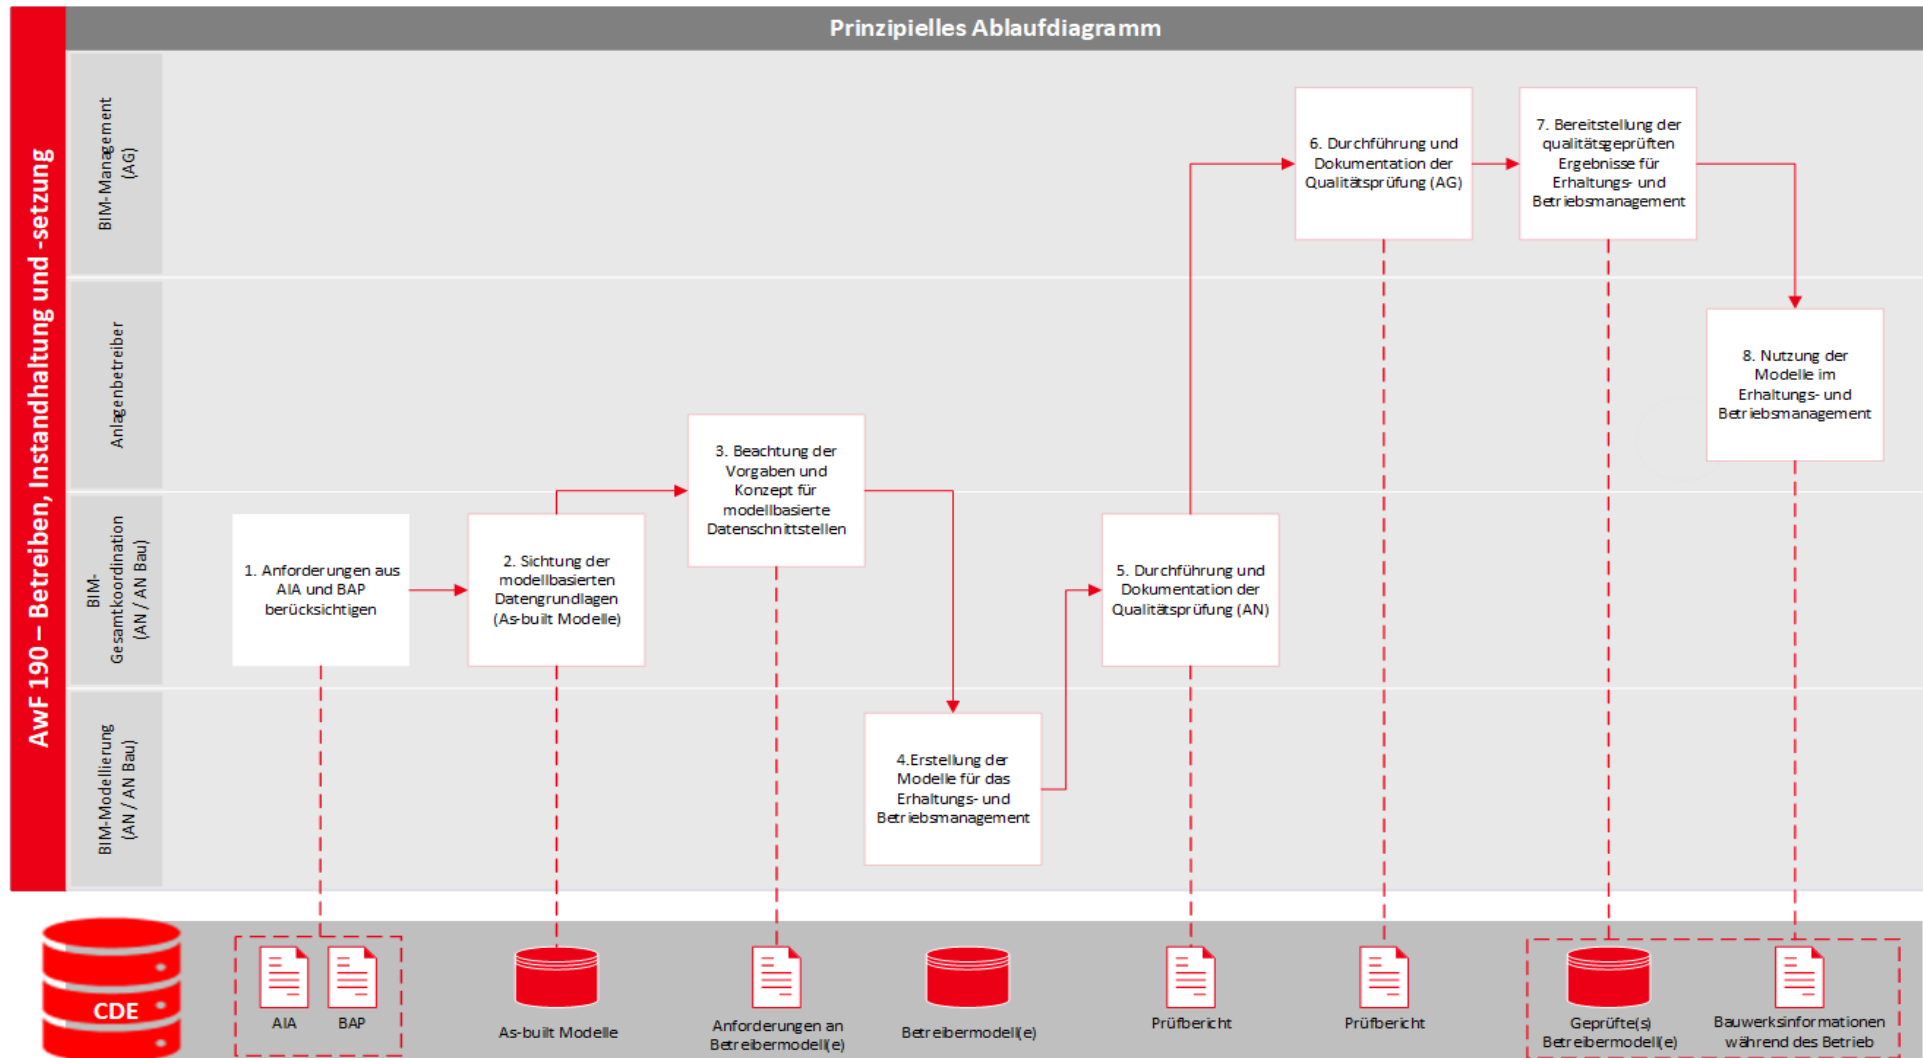 Prinzipielles Ablaufdiagramm
AwF 190 – Betreiben, Instandhaltung und -setzung
BIM-Management
(AG)
6. Durchführung und
Dokumentation der
Qualitätsprüfung (AG)
7. Bereitstellung der
qualitätsgeprüften
Ergebnisse für
Erhaltungs- und
Betriebsmanagement
Anlagenbetreiber
8. Nutzung der
Modelle im
Erhaltungs- und
Betriebsmanagement
3. Beachtung der
Vorgaben und
Konzept für
modellbasierte
Datenschnittstellen
BIM-
Gesamtkoordination
(AN / AN Bau)
1. Anforderungen aus
AIA und BAP
berücksichtigen
2. Sichtung der
modellbasierten
Datengrundlagen
(As-built Modelle)
5. Durchführung und
Dokumentation der
Qualitätsprüfung (AN)
BIM-Modellierung
(AN / AN Bau)
4.Erstellung der
Modelle für das
Erhaltungs- und
Betriebsmanagement
CDE
AIA
BAP
As-built Modelle
Anforderungen an
Betreibermodell(e)
Betreibermodell(e)
Prüfbericht
Prüfbericht
Geprüfte(s)
Betreibermodell(e)
Bauwerksinformationen
während des Betrieb